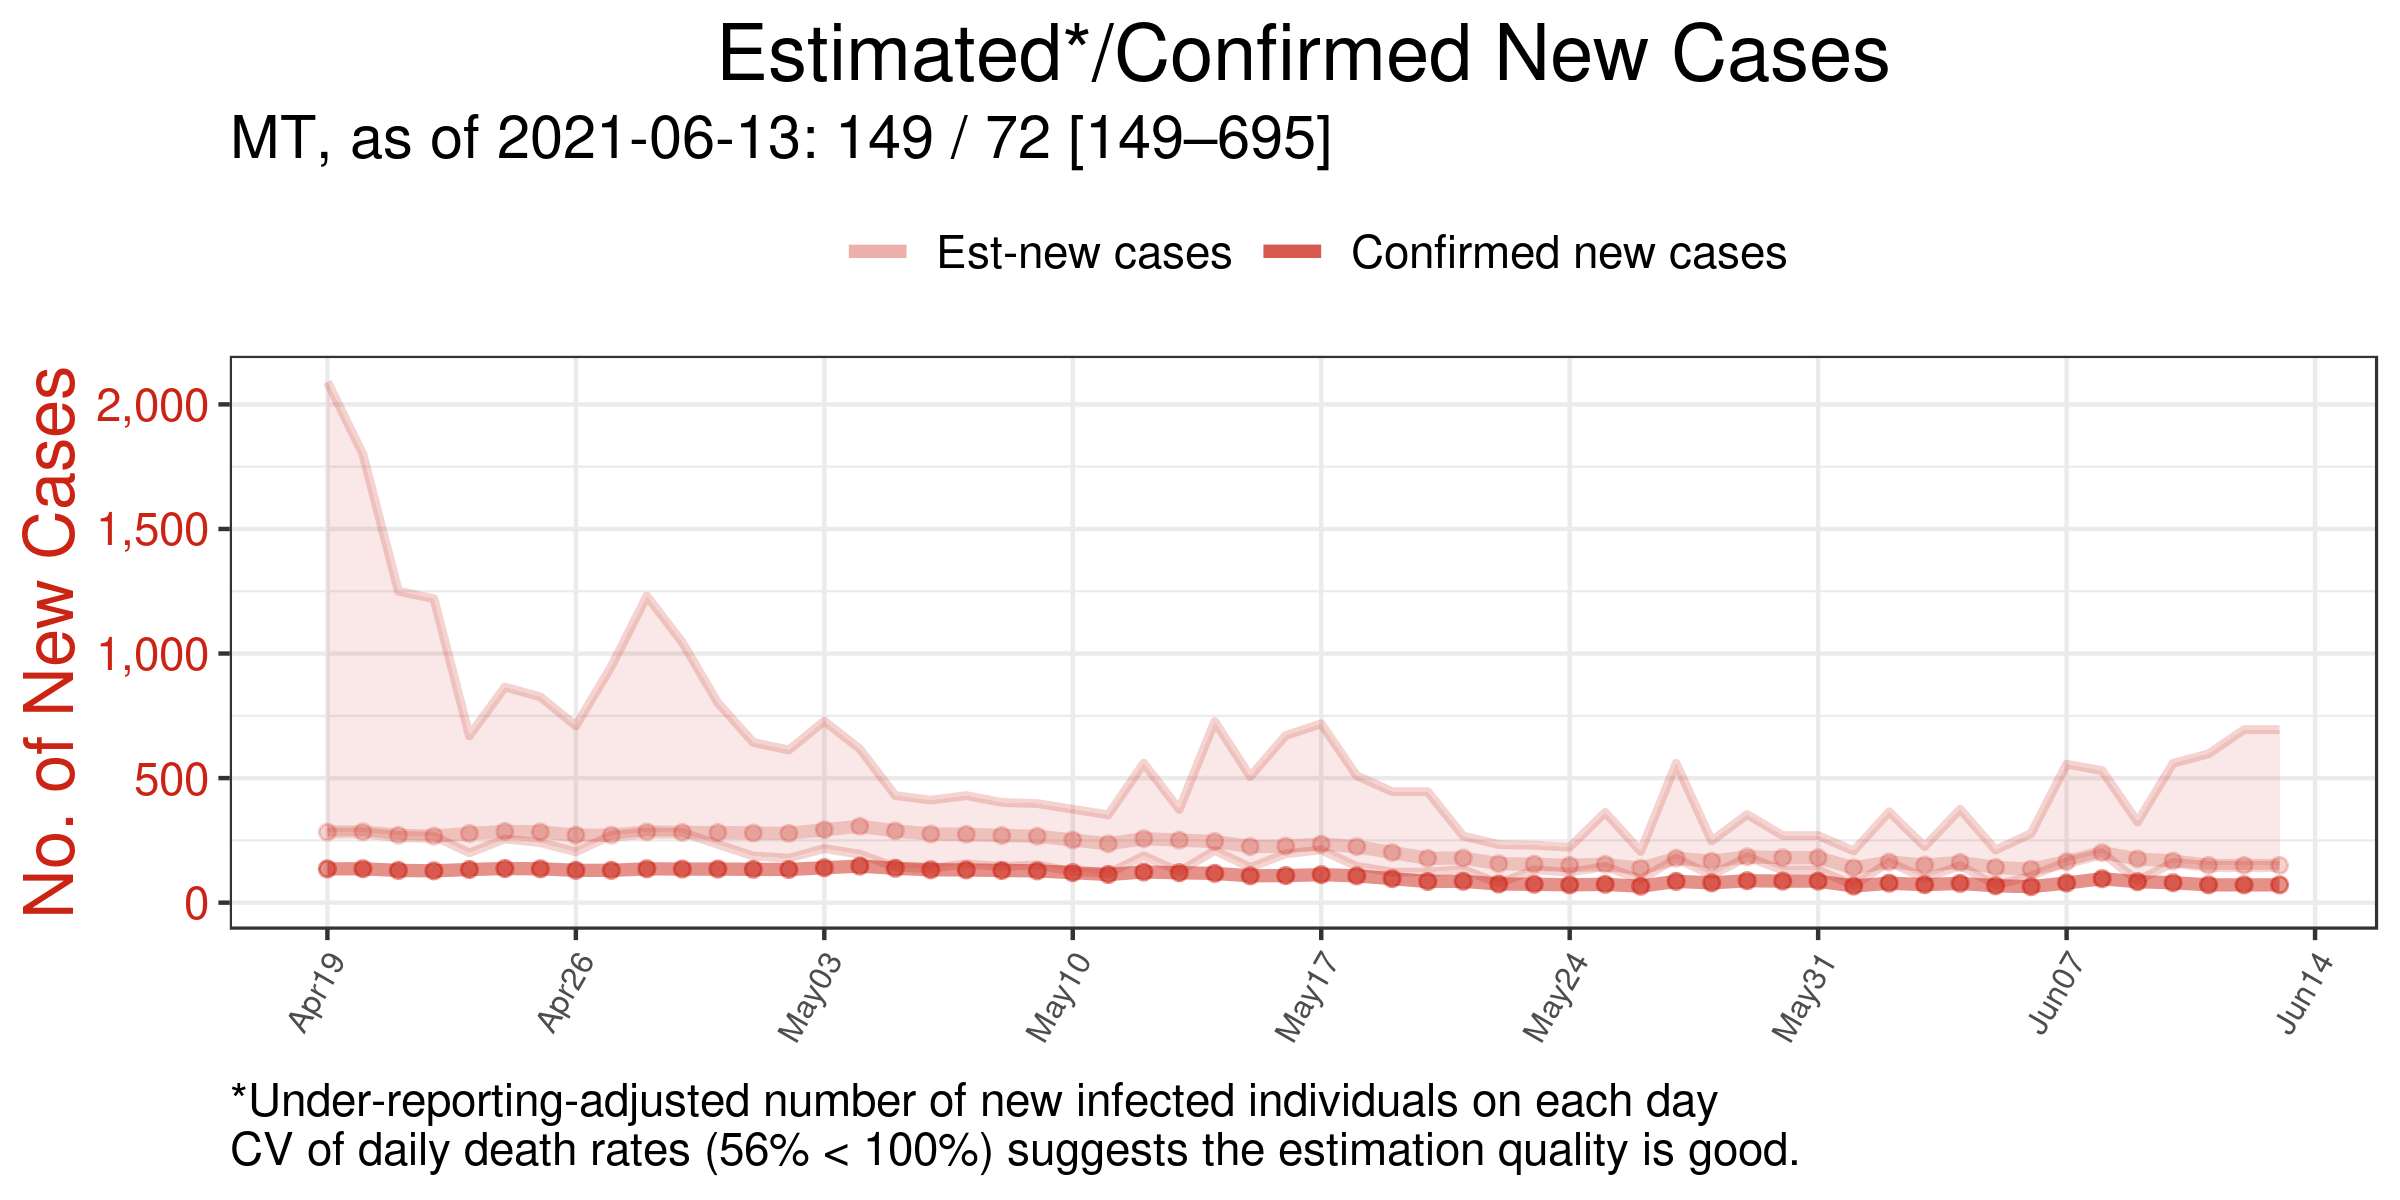 Estimated*/Confirmed New Cases
MT, as of 2021-06-13: 149 / 72 [149–695]
Est-new cases
Confirmed new cases
No. of New Cases
2,000
1,500
1,000
500
0
Apr19
Apr26
May03
May10
May17
May24
May31
Jun07
Jun14
*Under-reporting-adjusted number of new infected individuals on each day
CV of daily death rates (56% < 100%) suggests the estimation quality is good.